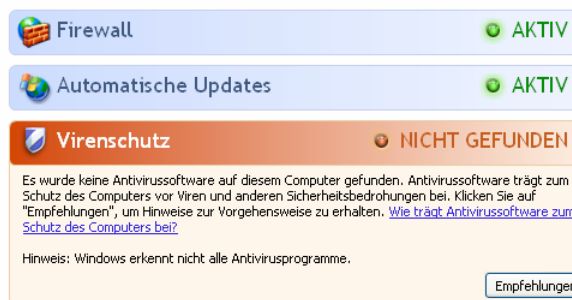 Firewall AKTIV
Automatische Updates AKTIV
Virenschutz NICHT GEFUNDEN
Es wurde keine Antivirussoftware auf diesem Computer gefunden. Antivirussoftware trägt zum
Schutz des Computers vor Viren und anderen Sicherheitsbedrohungen bei. Klicken Sie auf
"Empfehlungen", um Hinweise zur Vorgehensweise zu erhalten. Wie trägt Antivirussoftware zum
Schutz des Computers bei?
Hinweis: Windows erkennt nicht alle Antivirusprogramme.
Empfehlungen